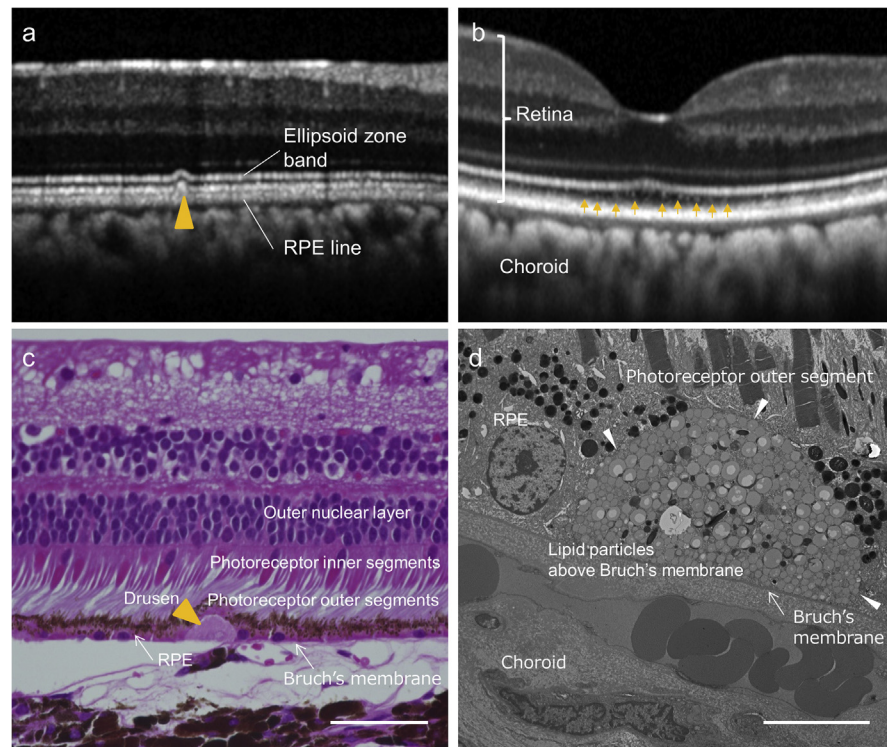 a
Ellipsoid zone
band
RPE line
b
Retina
Choroid
c
Outer nuclear layer
Photoreceptor inner segments
Drusen
Photoreceptor outer segments
RPE
Bruch's membrane
d
Photoreceptor outer segment
RPE
Lipid particles
above Bruch's membrane
Bruch's
membrane
Choroid